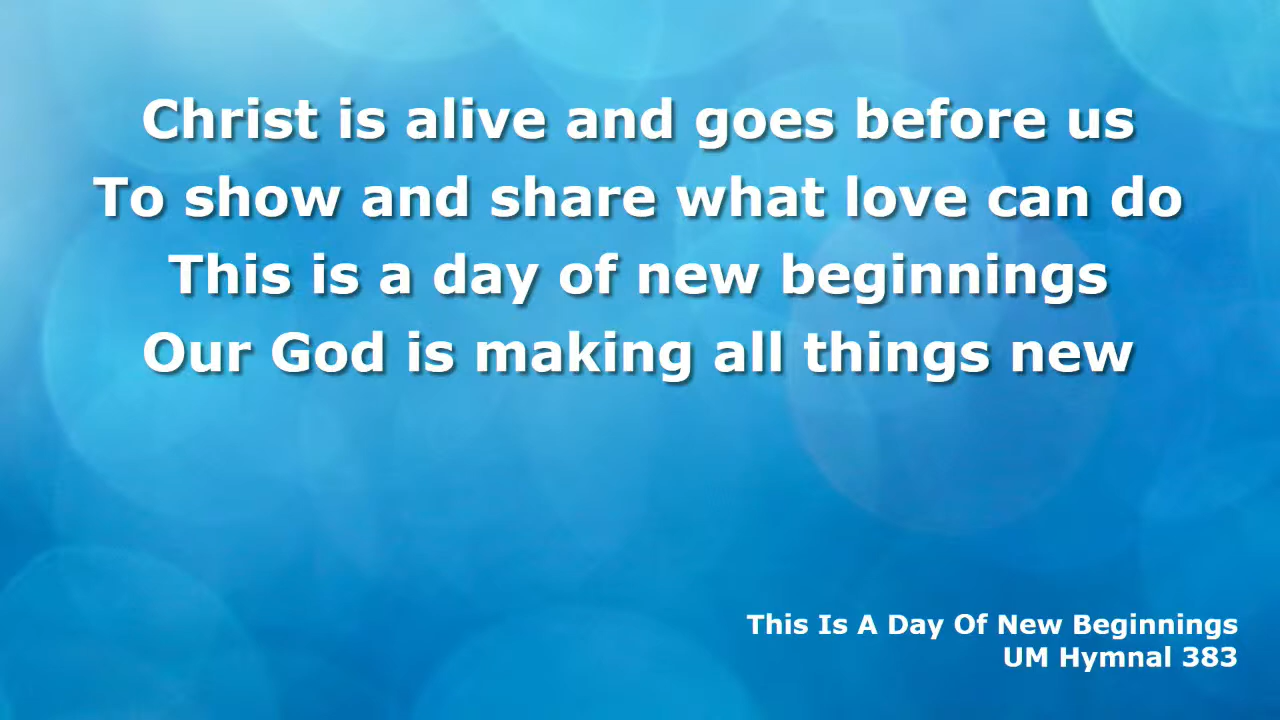 Christ is alive and goes before us
To show and share what love can do
This is a day of new beginnings
Our God is making all things new
This Is A Day Of New Beginnings
UM Hymnal 383